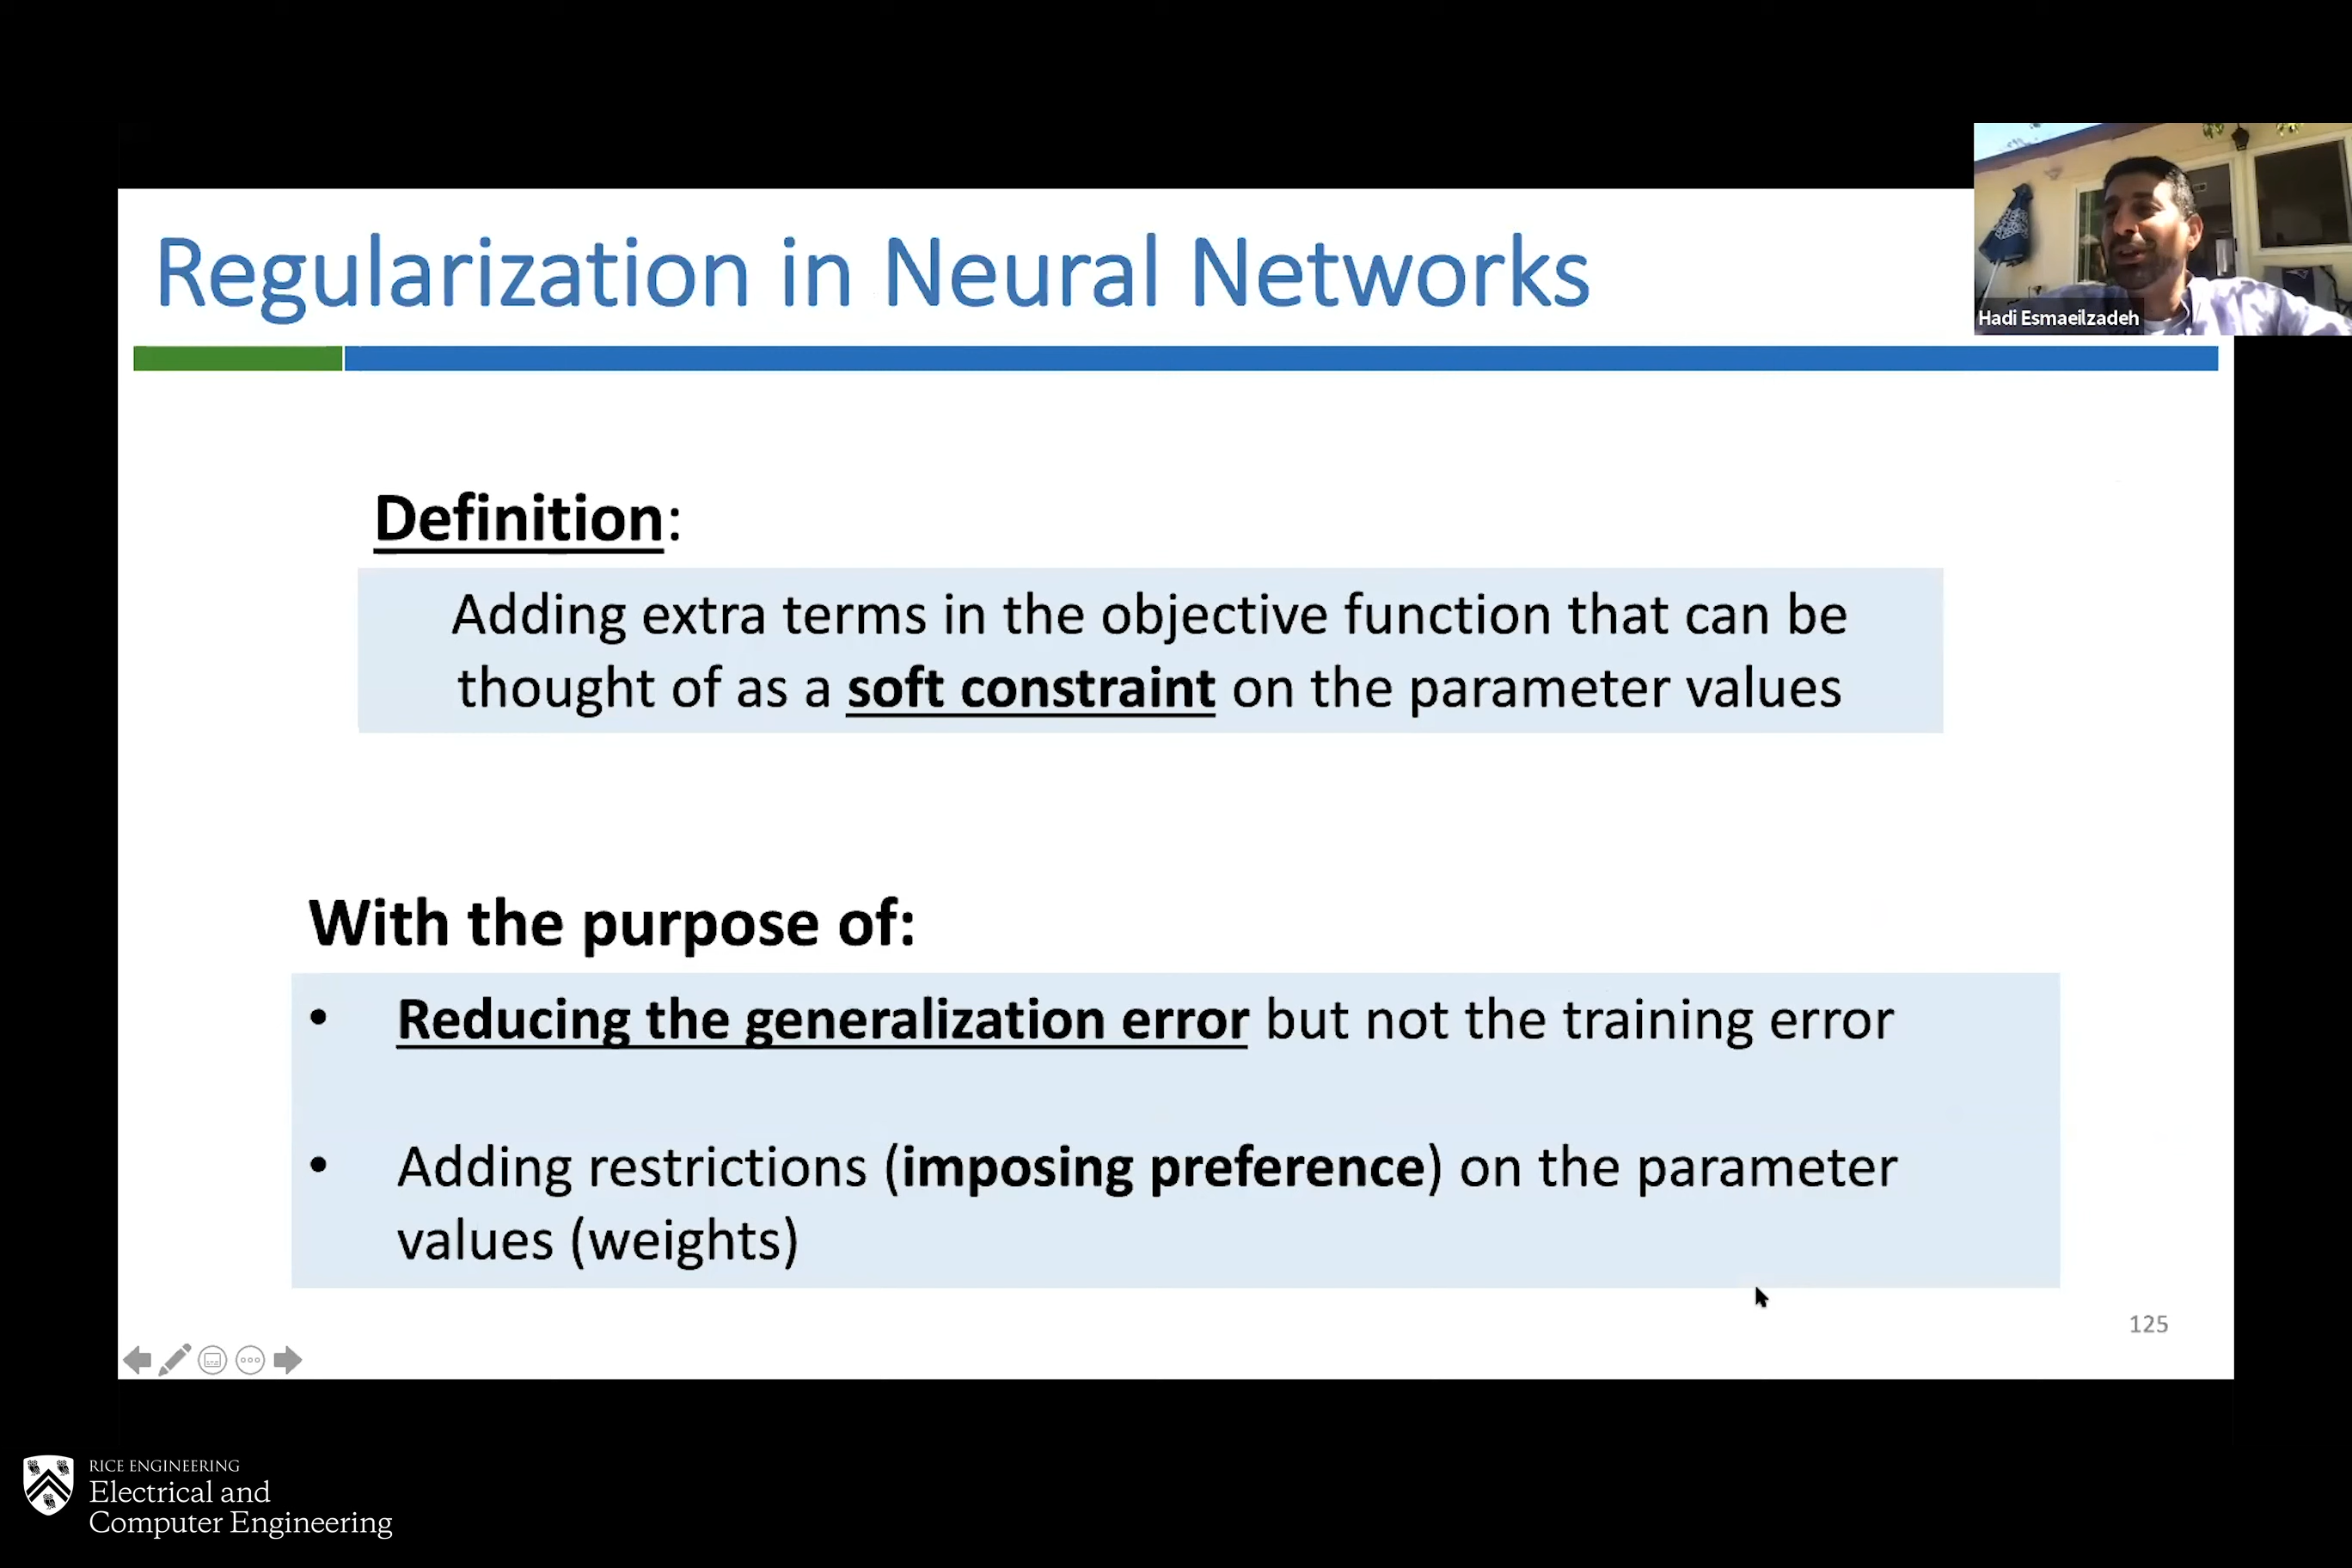 Regularization in Neural Networks
Hadi Esmaeilzadeh
Definition:
Adding extra terms in the objective function that can be
thought of as a soft constraint on the parameter values
With the purpose of:
• Reducing the generalization error but not the training error
• Adding restrictions (imposing preference) on the parameter
values (weights)
125
RICE ENGINEERING
Electrical and
Computer Engineering